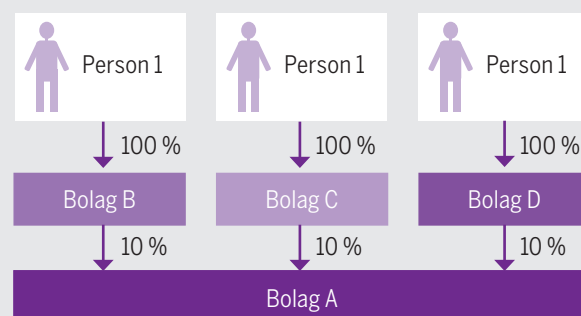 Person 1 Person 1 Person 1
100 % 100 % 100 %
Bolag B Bolag C Bolag D
10 % 10 % 10 %
Bolag A